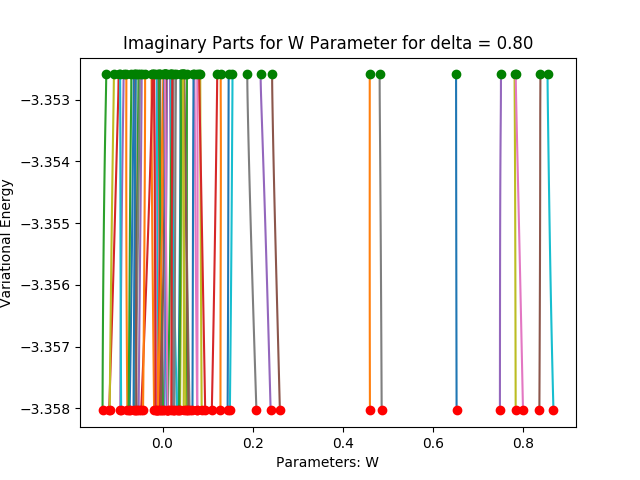 Imaginary Parts for W Parameter for delta = 0.80
Variational Energy
−3.353
−3.354
−3.355
−3.356
−3.357
−3.358
0.0 0.2 0.4 0.6 0.8
Parameters: W